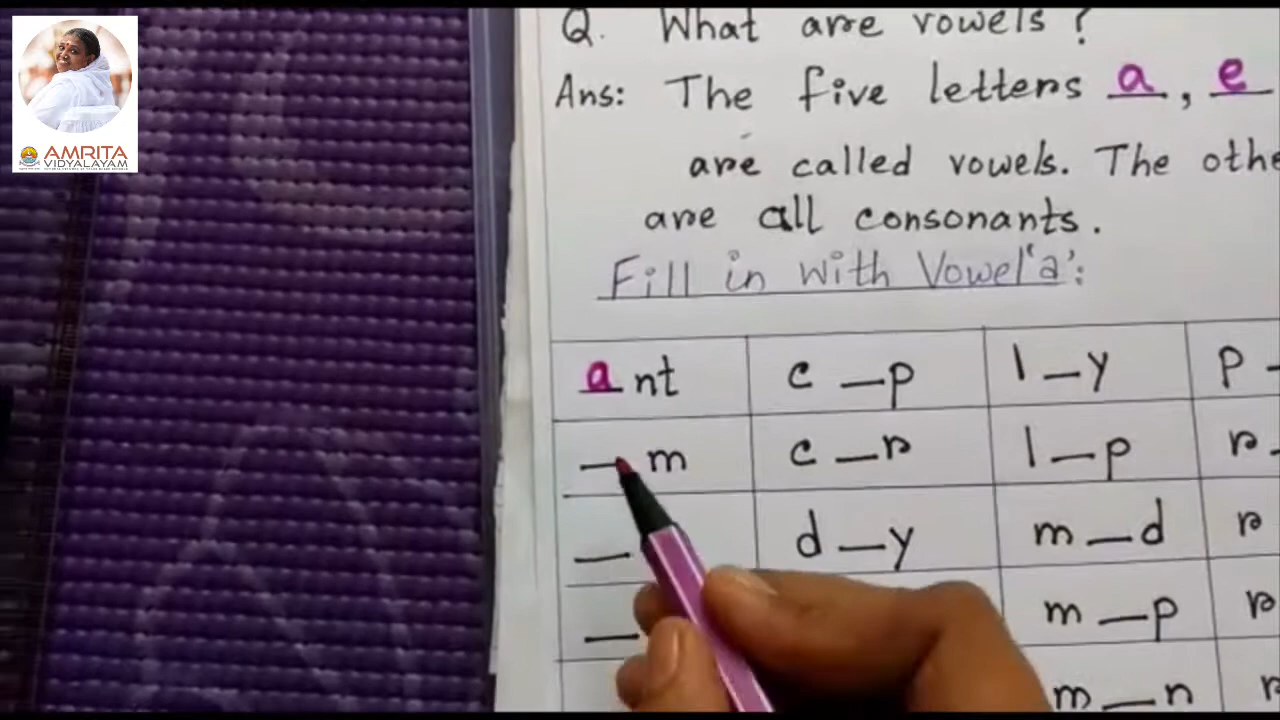 AMRITA
VIDYALAYAM
Q. What are vowels?
Ans: The five letters a, e
are called vowels. The othe
are all consonants.
Fill in with Vowel 'a':
ant c _ p l _ y p _
_ m c _ r l _ p r _
_ d _ y m _ d r
_ m _ p r
m _ n r